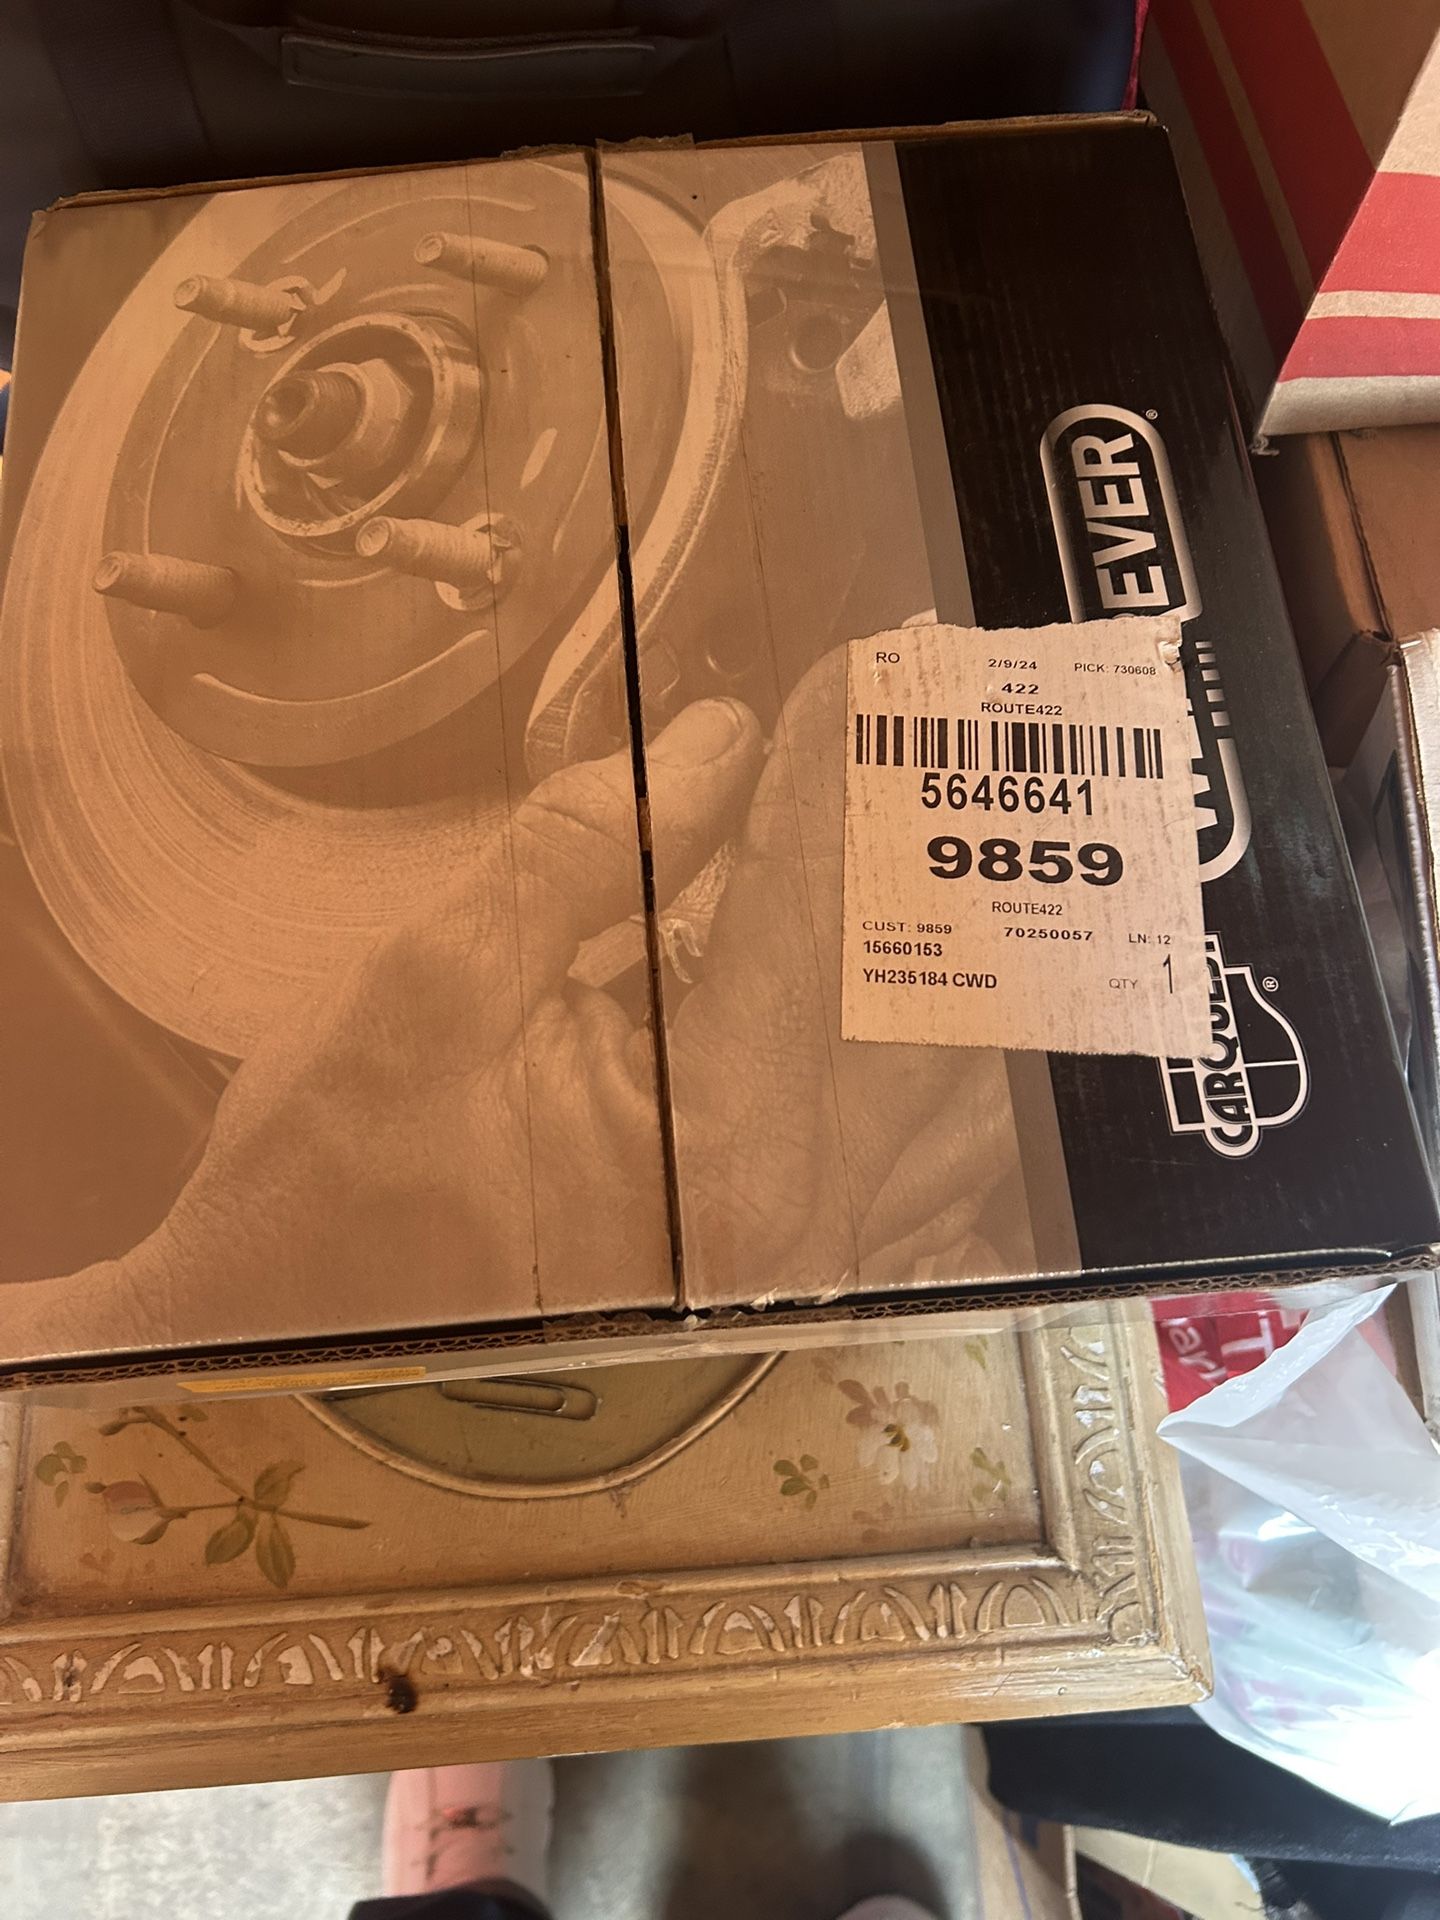 EVER
RO 2/9/24 PICK: 730608
422
ROUTE422
5646641
9859
ROUTE422
CUST: 9859 70250057 LN: 12
15660153
YH235184 CWD QTY 1
CARQUEST